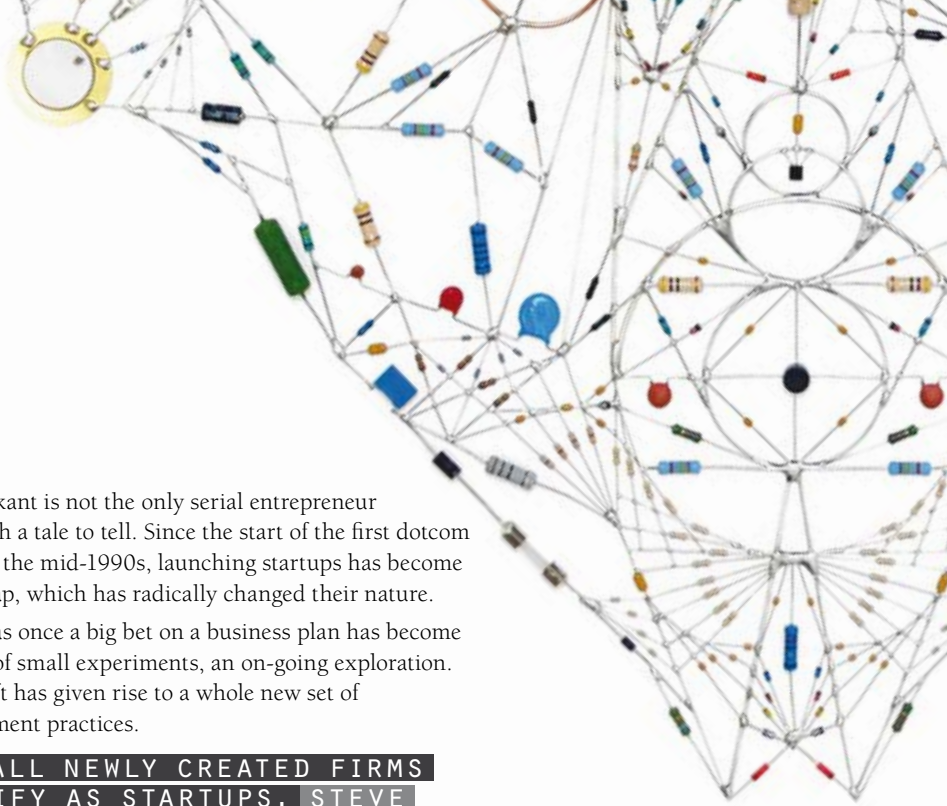 kant is not the only serial entrepreneur
h a tale to tell. Since the start of the first dotcom
the mid-1990s, launching startups has become
ap, which has radically changed their nature.
as once a big bet on a business plan has become
of small experiments, an on-going exploration.
ft has given rise to a whole new set of
ment practices.
ALL NEWLY CREATED FIRMS
IFY AS STARTUPS. STEVE